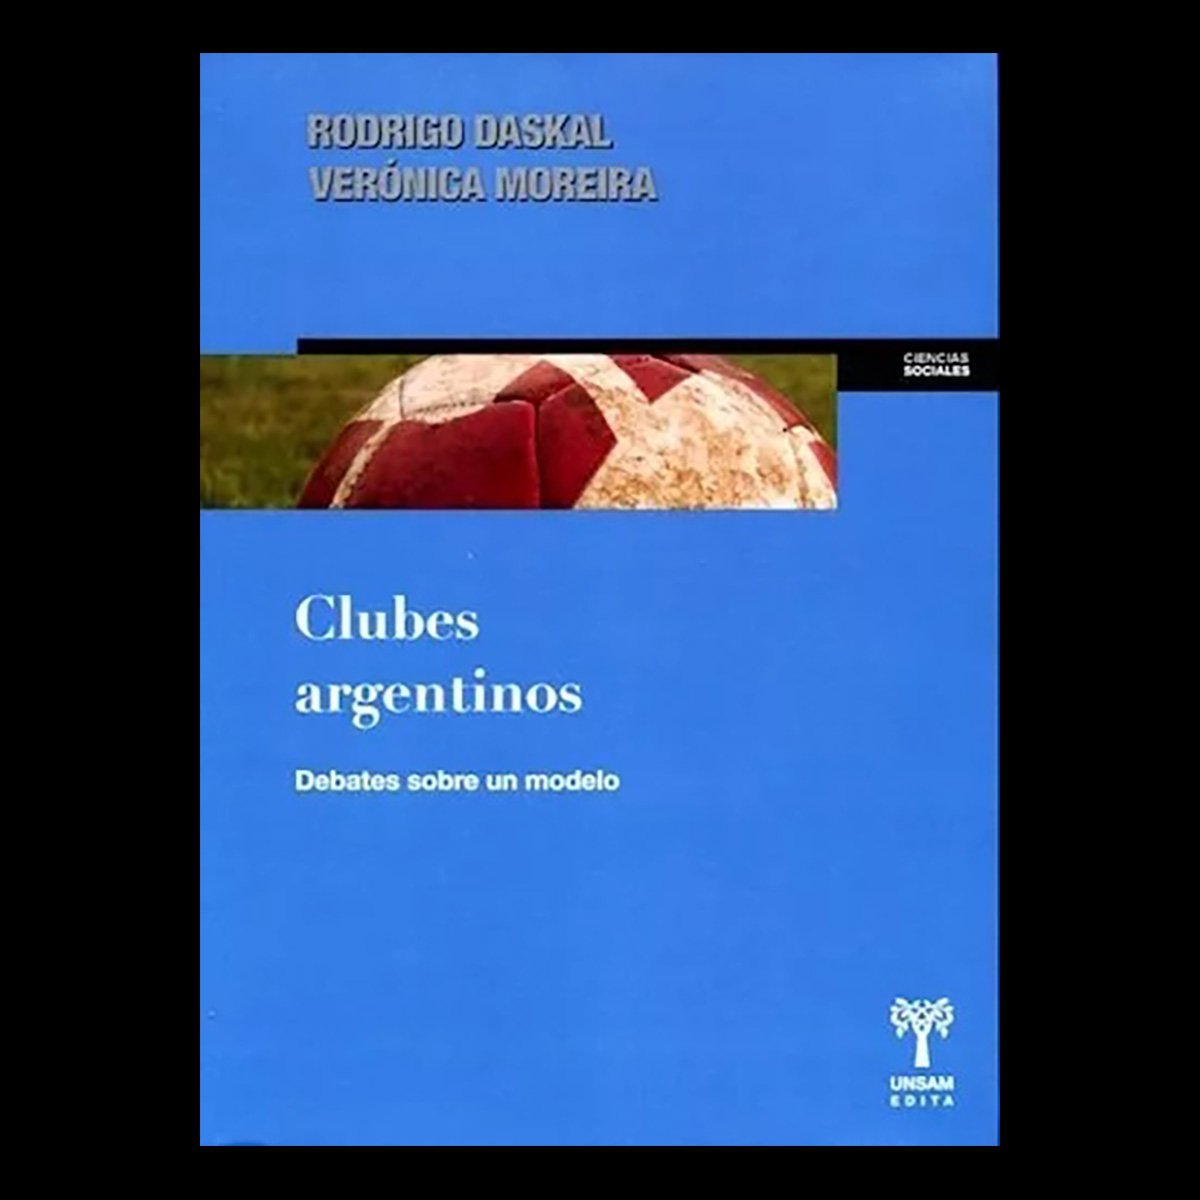 RODRIGO DASKAL
VERÓNICA MOREIRA
CIENCIAS
SOCIALES
Clubes
argentinos
Debates sobre un modelo
UNSAM
EDITA